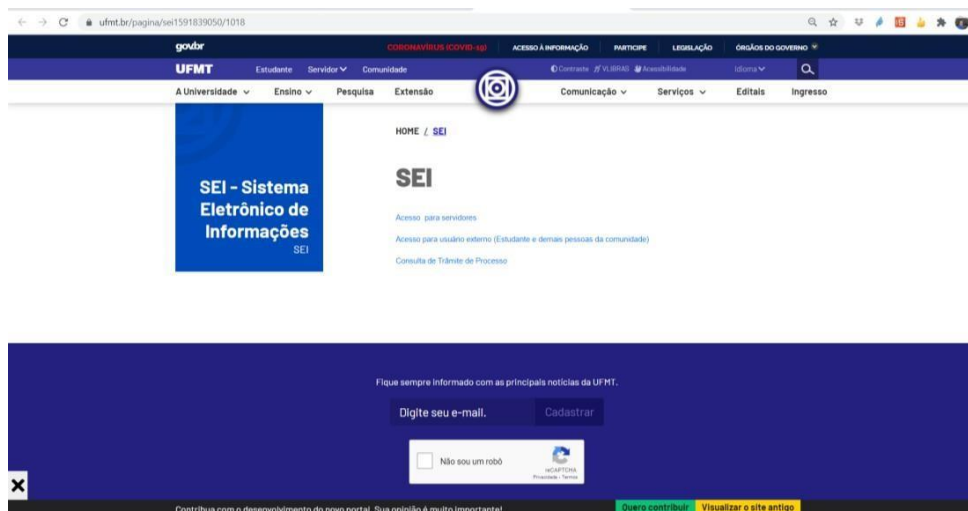 ufmt.br/pagina/sei1591839050/1018
govbr CORONAVÍRUS (COVID-19) ACESSO À INFORMAÇÃO PARTICIPE LEGISLAÇÃO ÓRGÃOS DO GOVERNO
UFMT Estudante Servidor Comunidade Contraste VLIBRAS Acessibilidade Idioma
A Universidade Ensino Pesquisa Extensão Comunicação Serviços Editais Ingresso
HOME / SEI
SEI - Sistema
Eletrônico de
Informações
SEI
SEI
Acesso para servidores
Acesso para usuário externo (Estudante e demais pessoas da comunidade)
Consulta de Trâmite de Processo
Fique sempre informado com as principais notícias da UFMT.
Digite seu e-mail. Cadastrar
Não sou um robô
reCAPTCHA
Privacidade - Termos
Contribua com o desenvolvimento do novo portal. Sua opinião é muito importante! Quero contribuir Visualizar o site antigo